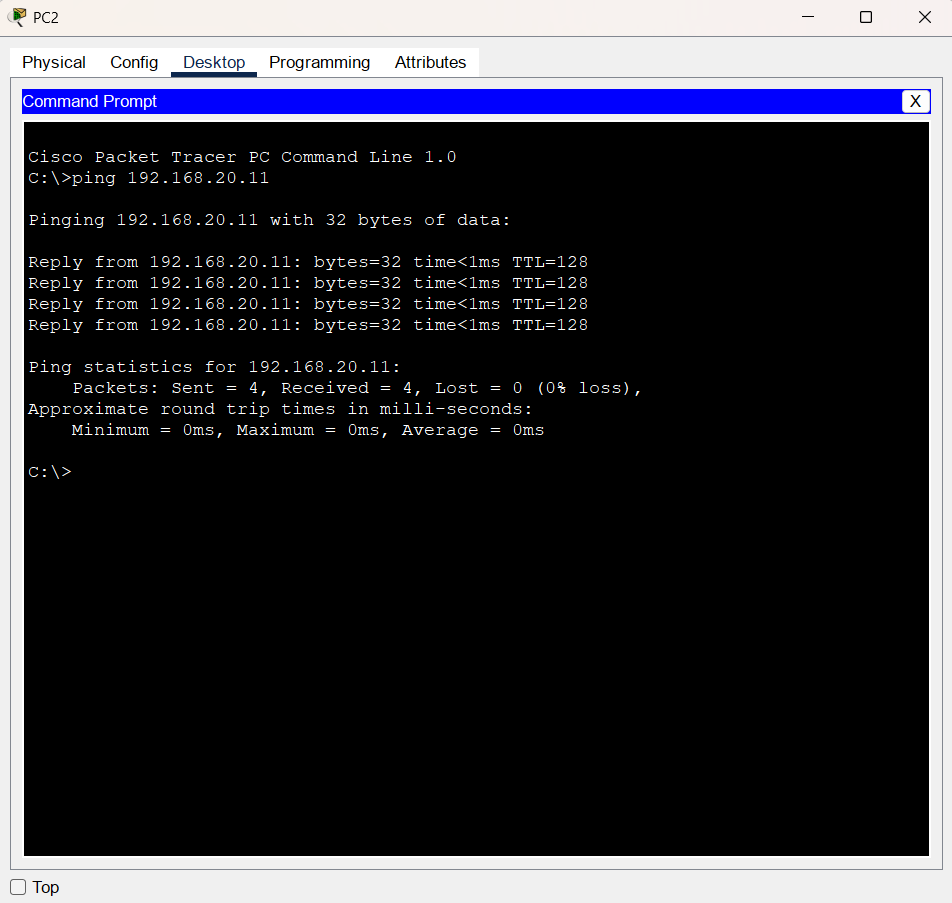 PC2
Physical Config Desktop Programming Attributes
Command Prompt X
Cisco Packet Tracer PC Command Line 1.0
C:\>ping 192.168.20.11
Pinging 192.168.20.11 with 32 bytes of data:
Reply from 192.168.20.11: bytes=32 time<1ms TTL=128
Reply from 192.168.20.11: bytes=32 time<1ms TTL=128
Reply from 192.168.20.11: bytes=32 time<1ms TTL=128
Reply from 192.168.20.11: bytes=32 time<1ms TTL=128
Ping statistics for 192.168.20.11:
    Packets: Sent = 4, Received = 4, Lost = 0 (0% loss),
Approximate round trip times in milli-seconds:
    Minimum = 0ms, Maximum = 0ms, Average = 0ms
C:\>
Top